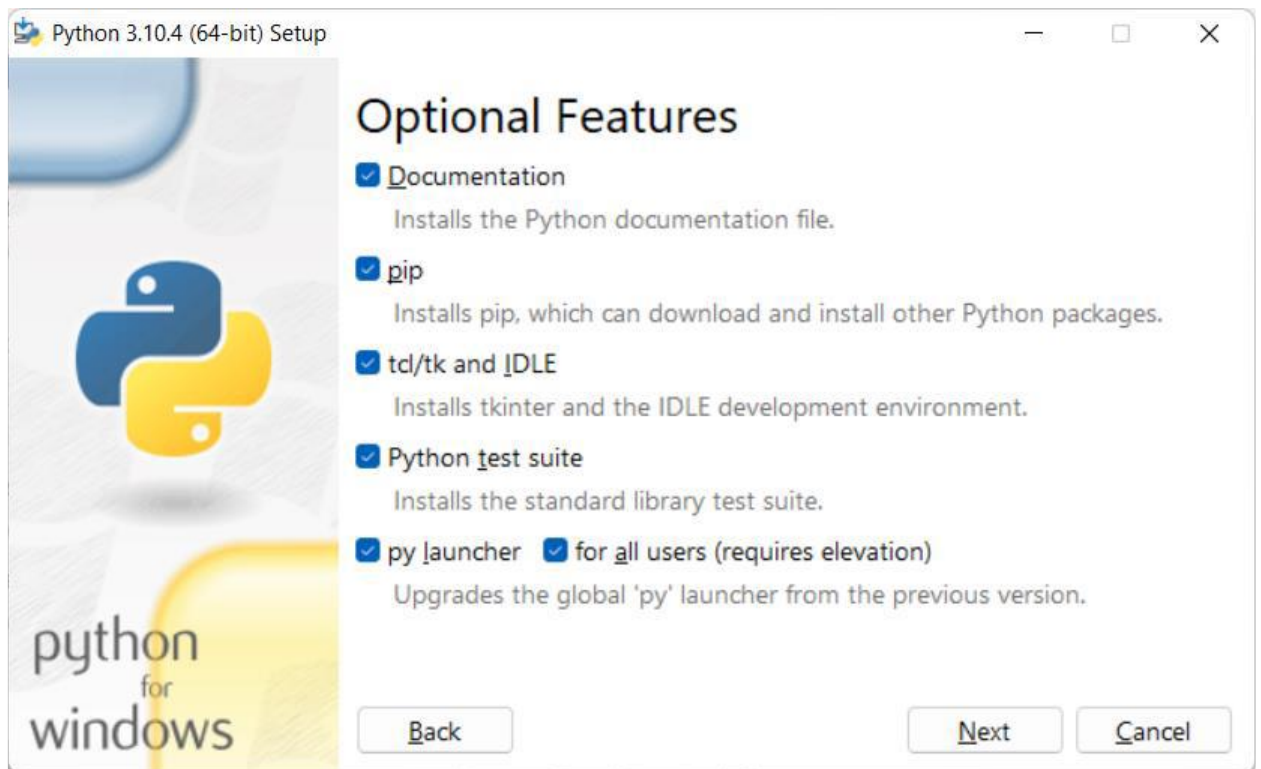 Python 3.10.4 (64-bit) Setup
Optional Features
Documentation
Installs the Python documentation file.
pip
Installs pip, which can download and install other Python packages.
tcl/tk and IDLE
Installs tkinter and the IDLE development environment.
Python test suite
Installs the standard library test suite.
py launcher for all users (requires elevation)
Upgrades the global 'py' launcher from the previous version.
python
for
windows
Back Next Cancel